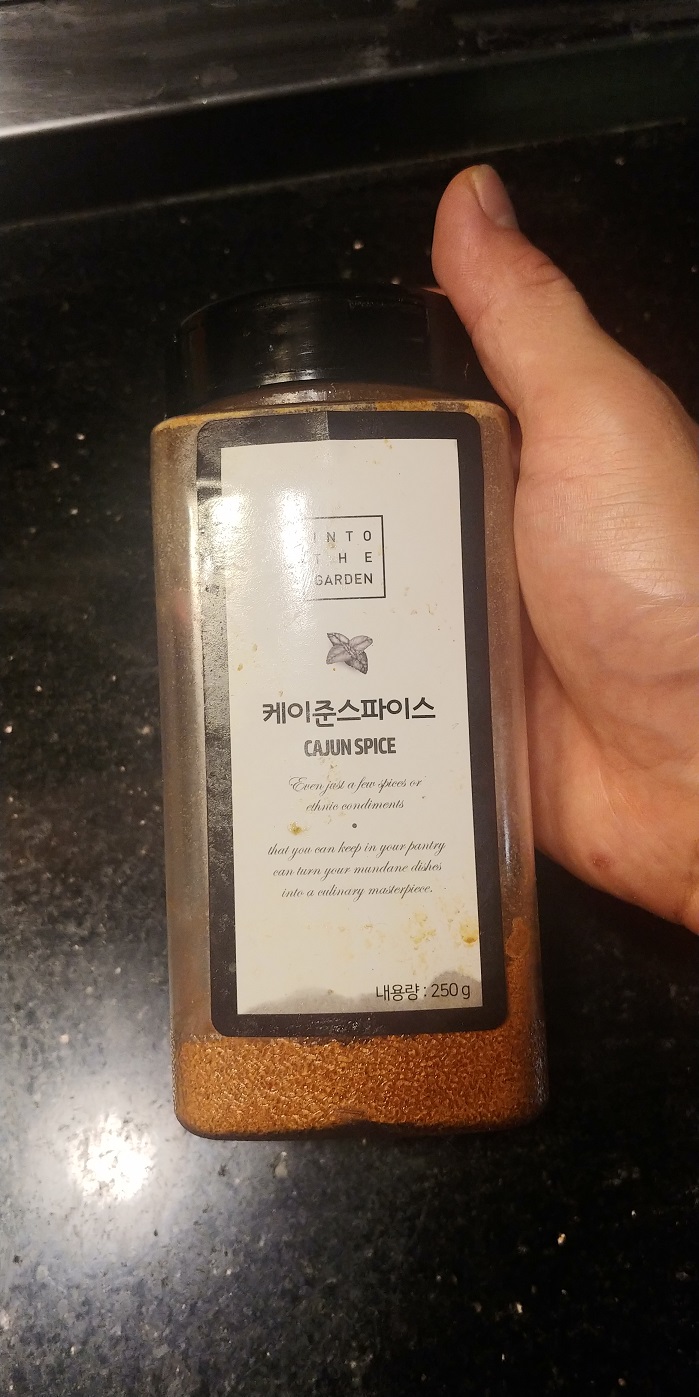 INTO
THE
GARDEN
케이준스파이스
CAJUN SPICE
Even just a few spices or
ethnic condiments
•
that you can keep in your pantry
can turn your mundane dishes
into a culinary masterpiece.
내용량 : 250 g